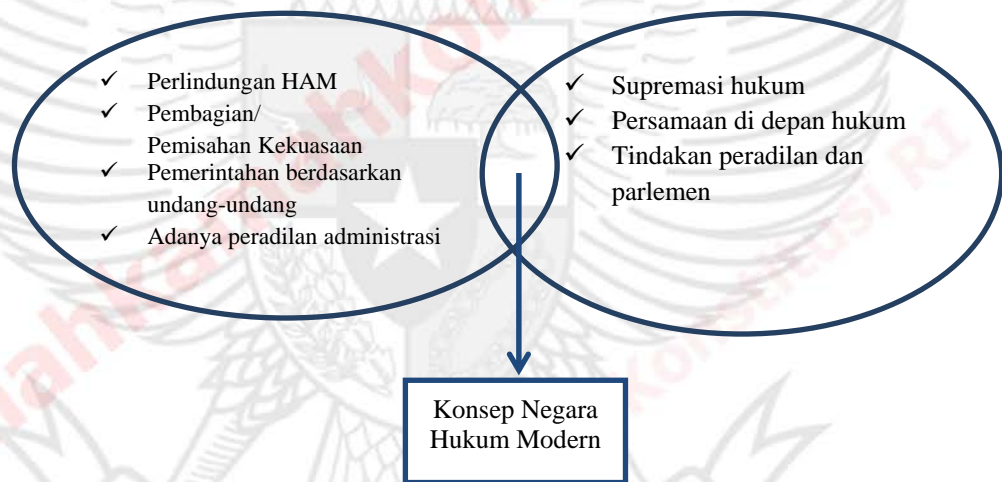 ✓ Perlindungan HAM
✓ Pembagian/
Pemisahan Kekuasaan
✓ Pemerintahan berdasarkan
undang-undang
✓ Adanya peradilan administrasi
✓ Supremasi hukum
✓ Persamaan di depan hukum
✓ Tindakan peradilan dan
parlemen
Konsep Negara
Hukum Modern